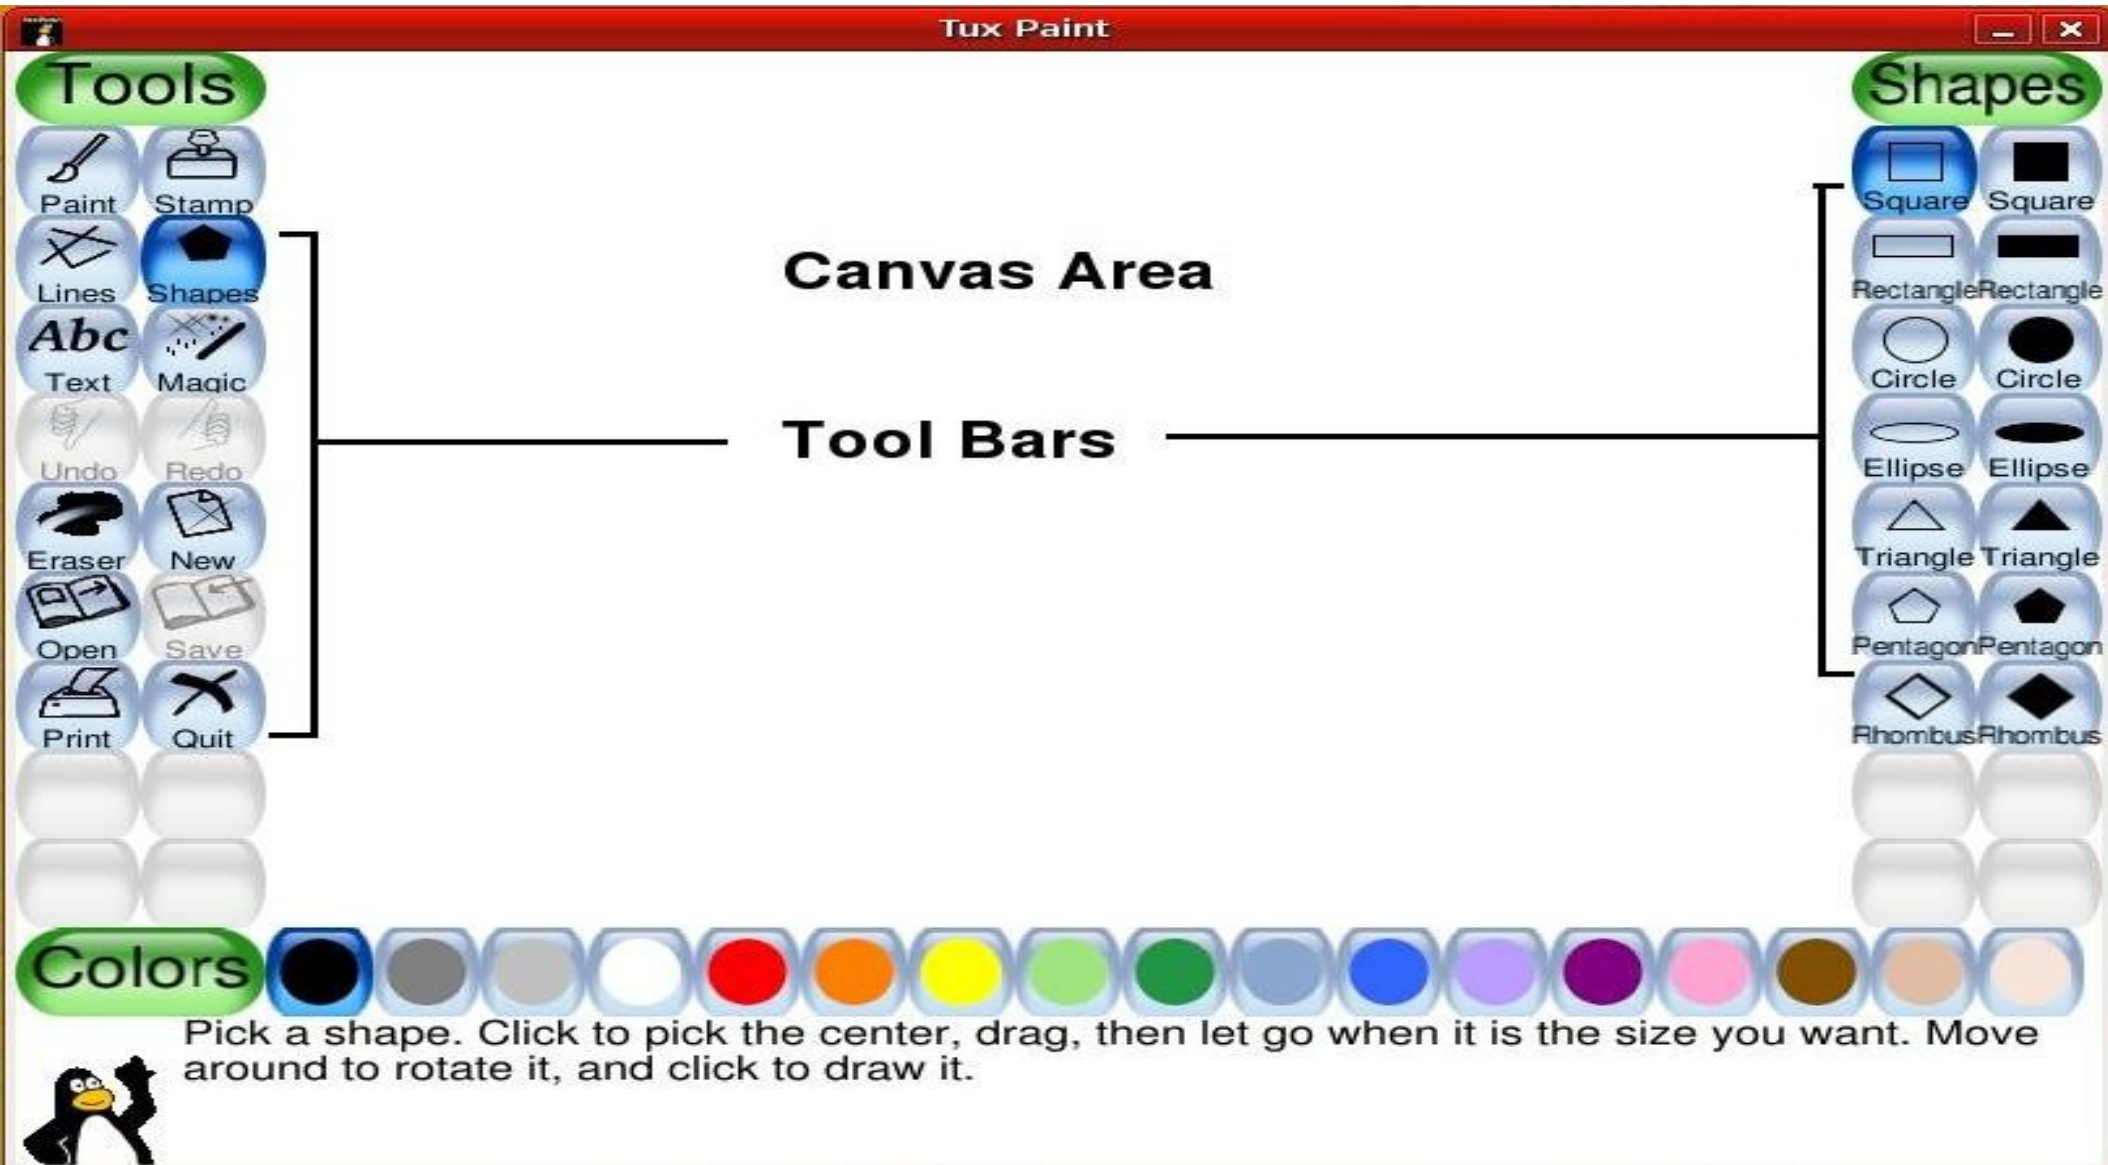 Tux Paint
Tools
Paint Stamp
Lines Shapes
Abc
Text Magic
Undo Redo
Eraser New
Open Save
Print Quit
Canvas Area
Tool Bars
Shapes
Square Square
Rectangle Rectangle
Circle Circle
Ellipse Ellipse
Triangle Triangle
Pentagon Pentagon
Rhombus Rhombus
Colors
Pick a shape. Click to pick the center, drag, then let go when it is the size you want. Move
around to rotate it, and click to draw it.